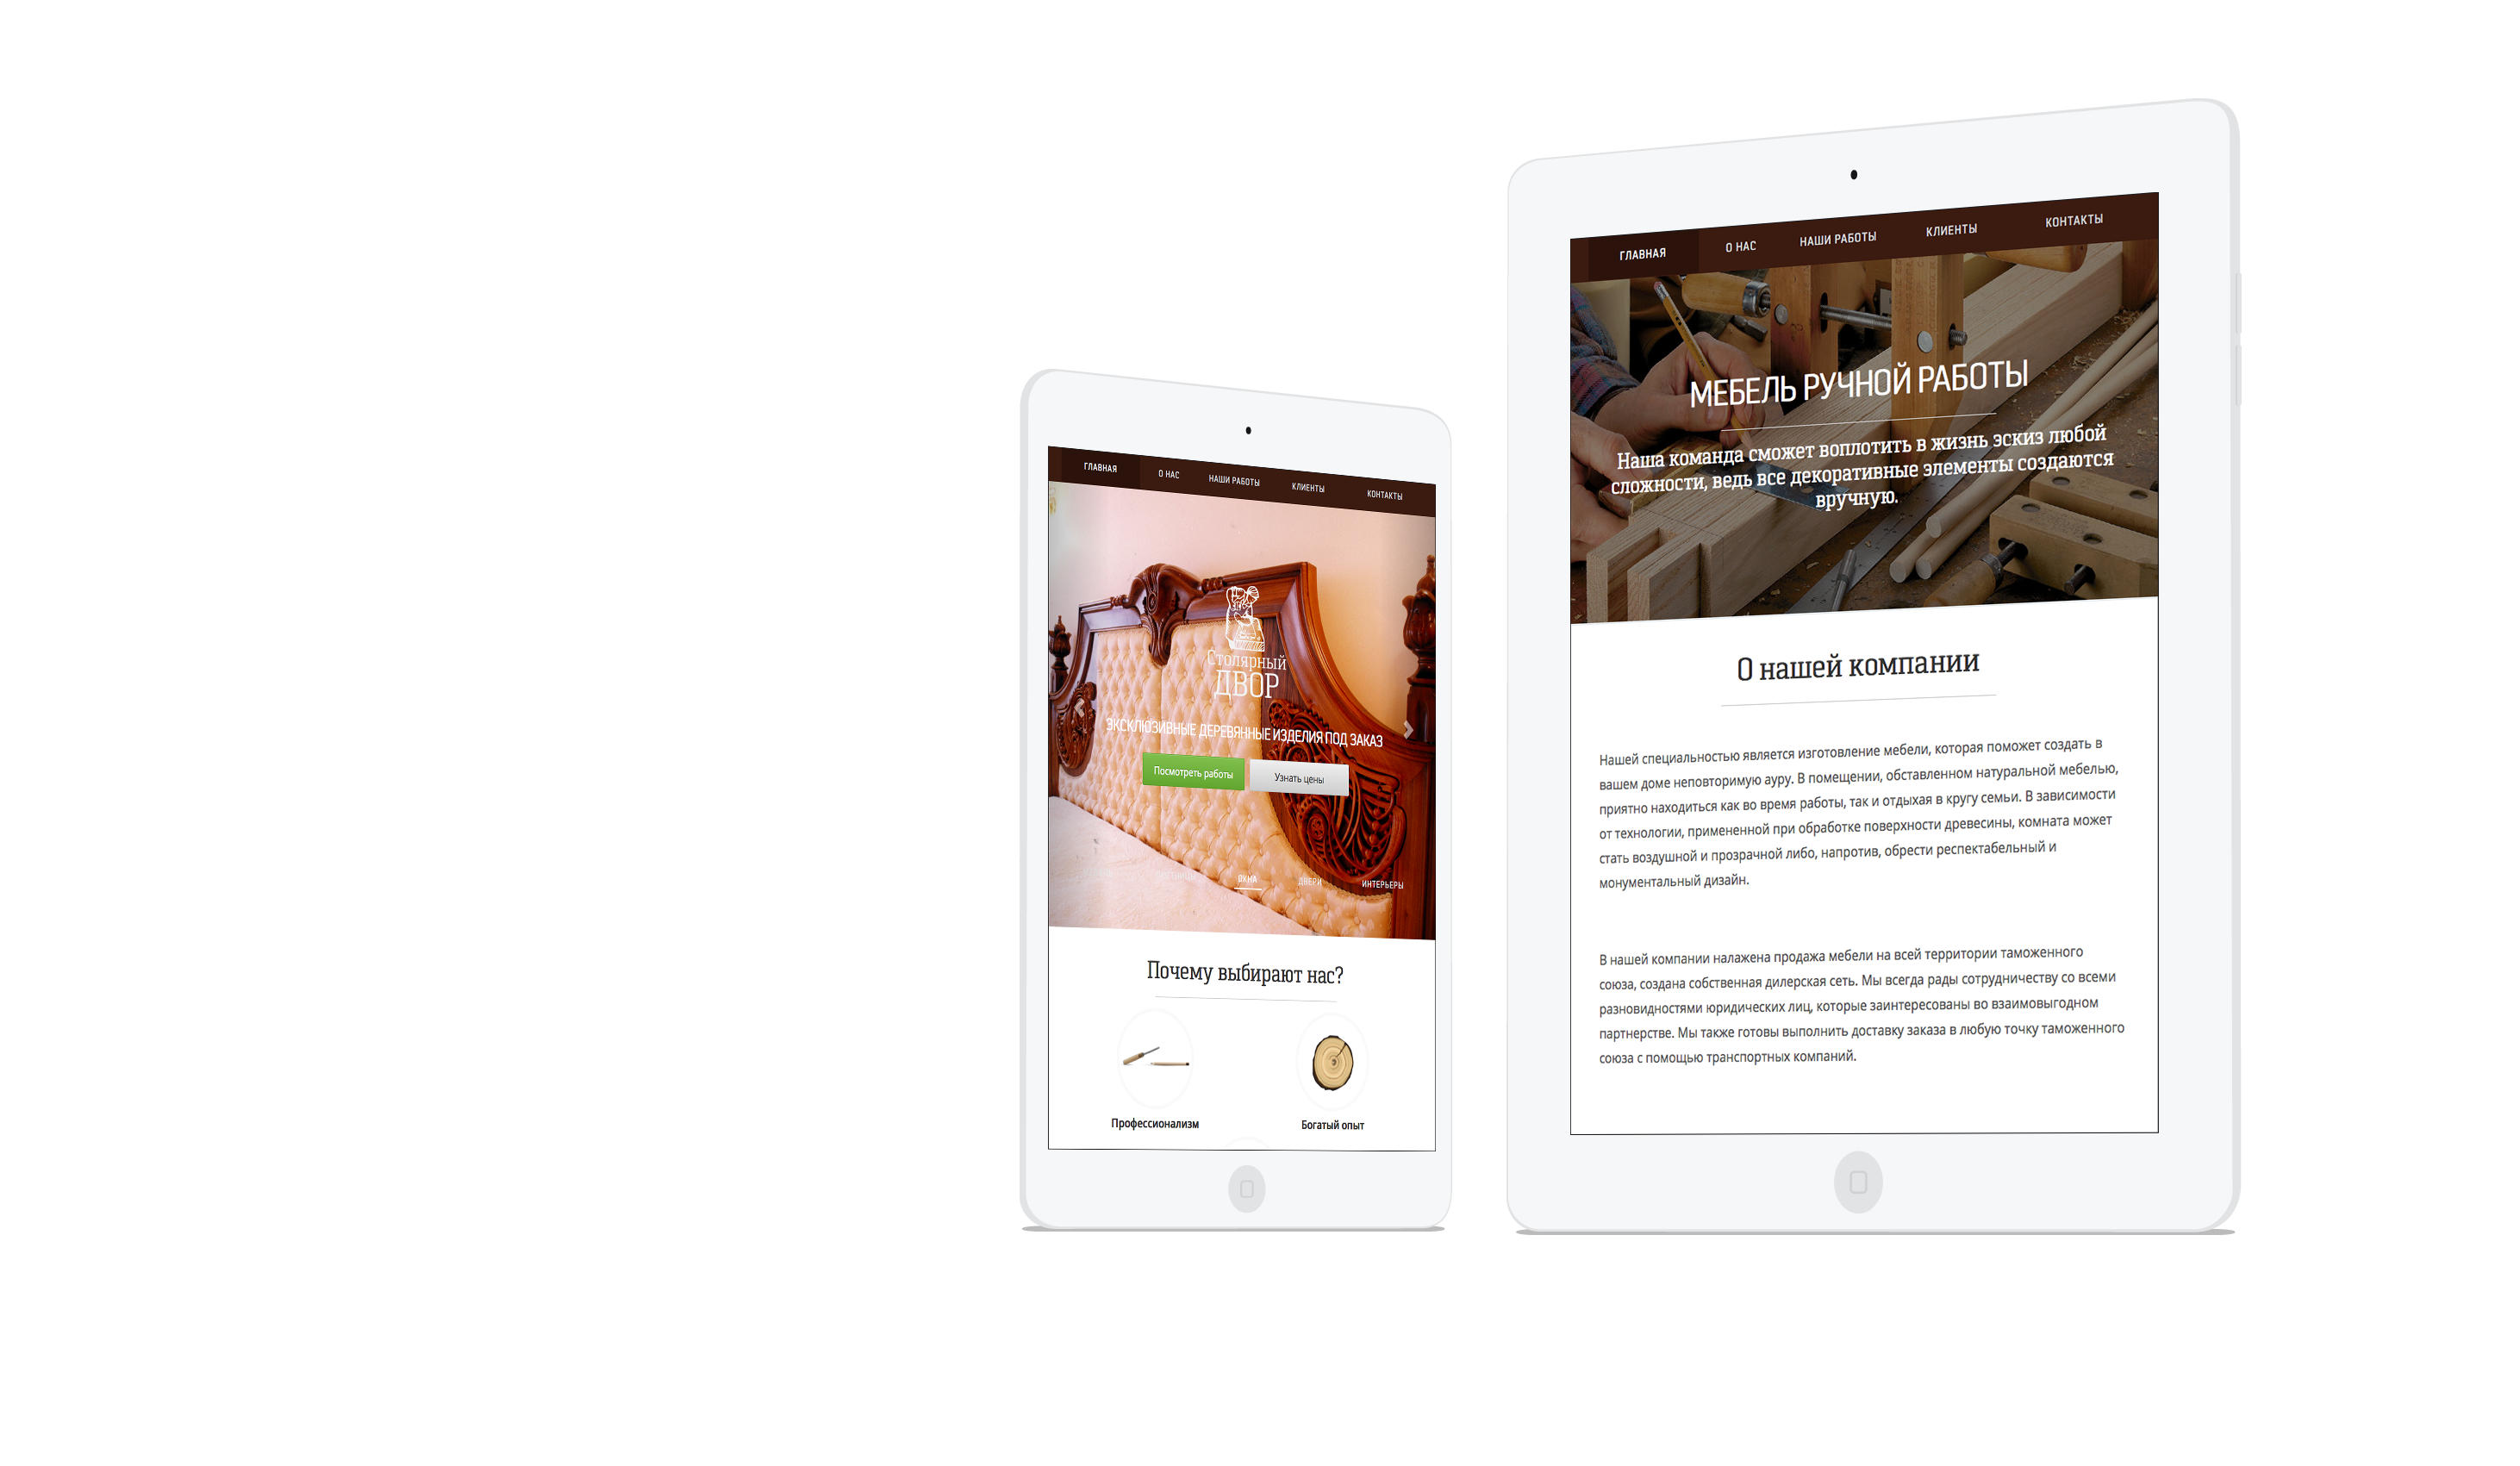 ГЛАВНАЯ О НАС НАШИ РАБОТЫ КЛИЕНТЫ КОНТАКТЫ
Столярный
ДВОР
ЭКСКЛЮЗИВНЫЕ ДЕРЕВЯННЫЕ ИЗДЕЛИЯ ПОД ЗАКАЗ
Посмотреть работы Узнать цены
ОКНА ДВЕРИ ИНТЕРЬЕРЫ
Почему выбирают нас?
Профессионализм Богатый опыт
ГЛАВНАЯ О НАС НАШИ РАБОТЫ КЛИЕНТЫ КОНТАКТЫ
МЕБЕЛЬ РУЧНОЙ РАБОТЫ
Наша команда сможет воплотить в жизнь эскиз любой
сложности, ведь все декоративные элементы создаются
вручную.
О нашей компании
Нашей специальностью является изготовление мебели, которая поможет создать в
вашем доме неповторимую ауру. В помещении, обставленном натуральной мебелью,
приятно находиться как во время работы, так и отдыхая в кругу семьи. В зависимости
от технологии, примененной при обработке поверхности древесины, комната может
стать воздушной и прозрачной либо, напротив, обрести респектабельный и
монументальный дизайн.
В нашей компании налажена продажа мебели на всей территории таможенного
союза, создана собственная дилерская сеть. Мы всегда рады сотрудничеству со всеми
разновидностями юридических лиц, которые заинтересованы во взаимовыгодном
партнерстве. Мы также готовы выполнить доставку заказа в любую точку таможенного
союза с помощью транспортных компаний.